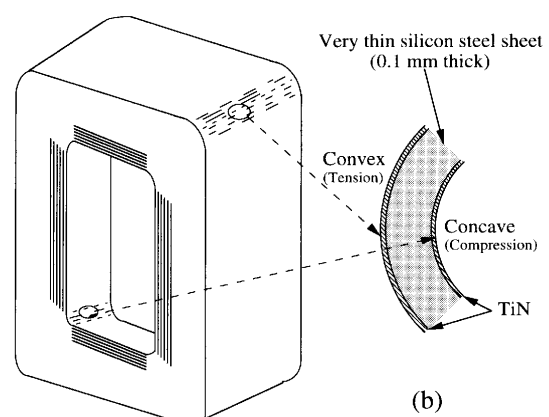 Very thin silicon steel sheet
(0.1 mm thick)
Convex
(Tension)
Concave
(Compression)
TiN
(b)